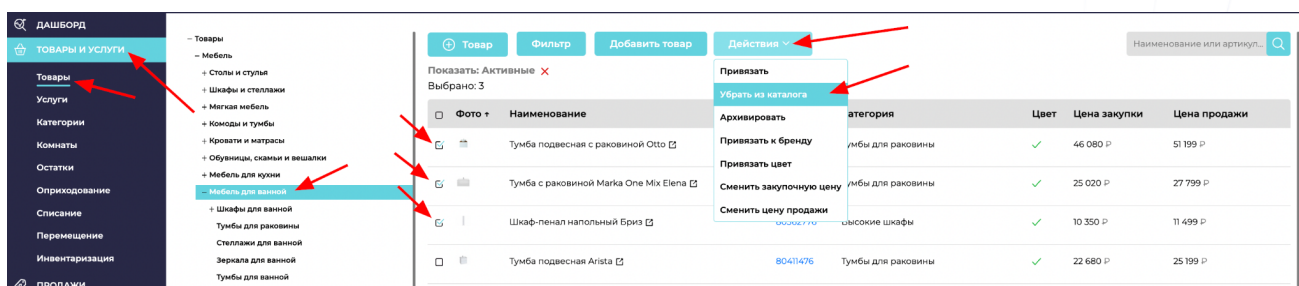 ДАШБОРД
ТОВАРЫ И УСЛУГИ
Товары
Услуги
Категории
Комнаты
Остатки
Оприходование
Списание
Перемещение
Инвентаризация
ПРОДАЖИ
– Товары
– Мебель
+ Столы и стулья
+ Шкафы и стеллажи
+ Мягкая мебель
+ Комоды и тумбы
+ Кровати и матрасы
+ Обувницы, скамьи и вешалки
+ Мебель для кухни
– Мебель для ванной
+ Шкафы для ванной
Тумбы для раковины
Стеллажи для ванной
Зеркала для ванной
Тумбы для ванной
Товар Фильтр Добавить товар Действия Наименование или артикул...
Показать: Активные
Выбрано: 3
Привязать
Убрать из каталога
Архивировать
Привязать к бренду
Привязать цвет
Сменить закупочную цену
Сменить цену продажи
Фото ↑ Наименование атегория Цвет Цена закупки Цена продажи
Тумба подвесная с раковиной Otto умбы для раковины 46 080 ₽ 51 199 ₽
Тумба с раковиной Marka One Mix Elena умбы для раковины 25 020 ₽ 27 799 ₽
Шкаф-пенал напольный Бриз 80362776 Высокие шкафы 10 350 ₽ 11 499 ₽
Тумба подвесная Arista 80411476 Тумбы для раковины 22 680 ₽ 25 199 ₽